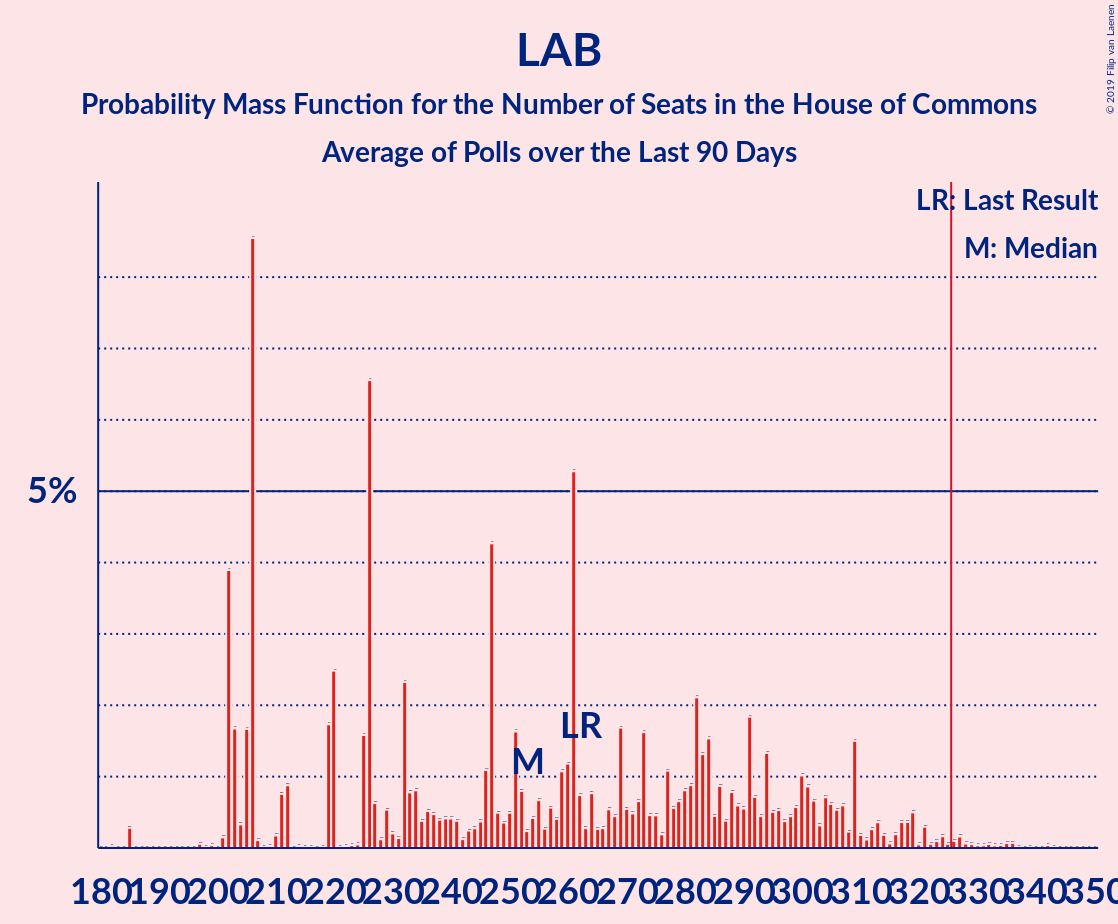 LAB
Probability Mass Function for the Number of Seats in the House of Commons
Average of Polls over the Last 90 Days
© 2019 Filip van Laenen
LR: Last Result
M: Median
5%
LR
M
180 190 200 210 220 230 240 250 260 270 280 290 300 310 320 330 340 350